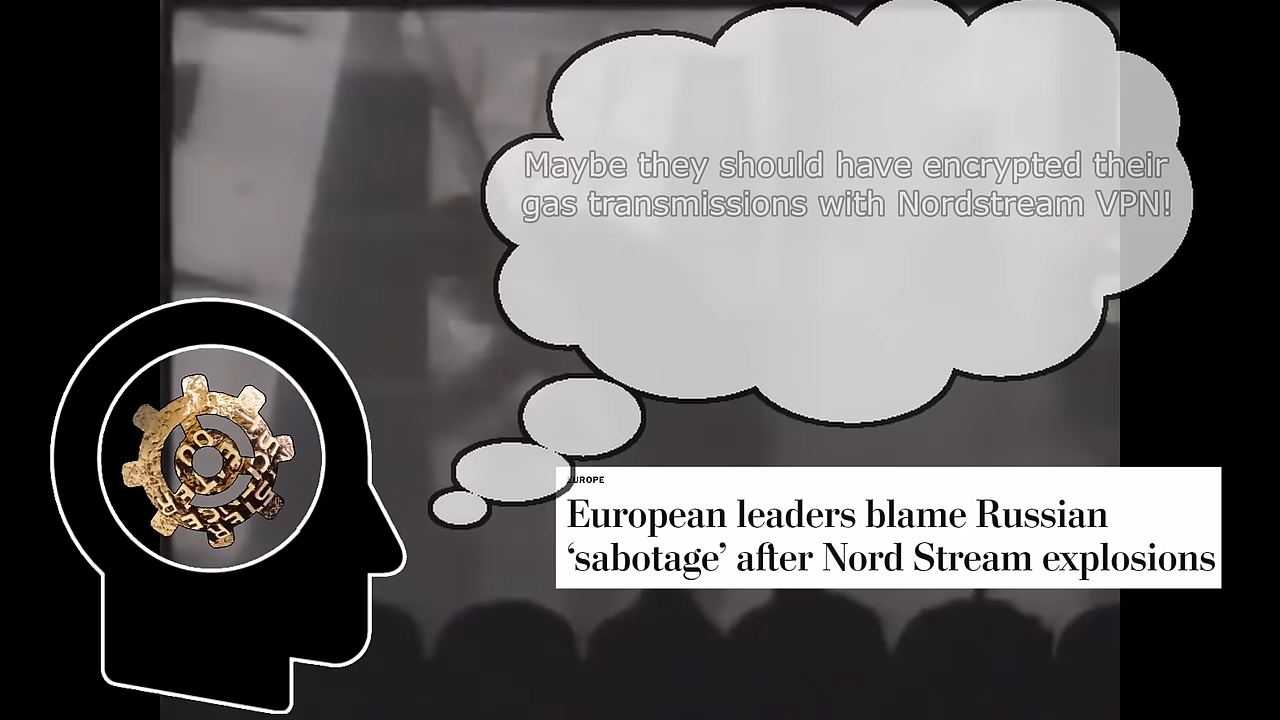 Maybe they should have encrypted their
gas transmissions with Nordstream VPN!
UROPE
European leaders blame Russian
‘sabotage’ after Nord Stream explosions